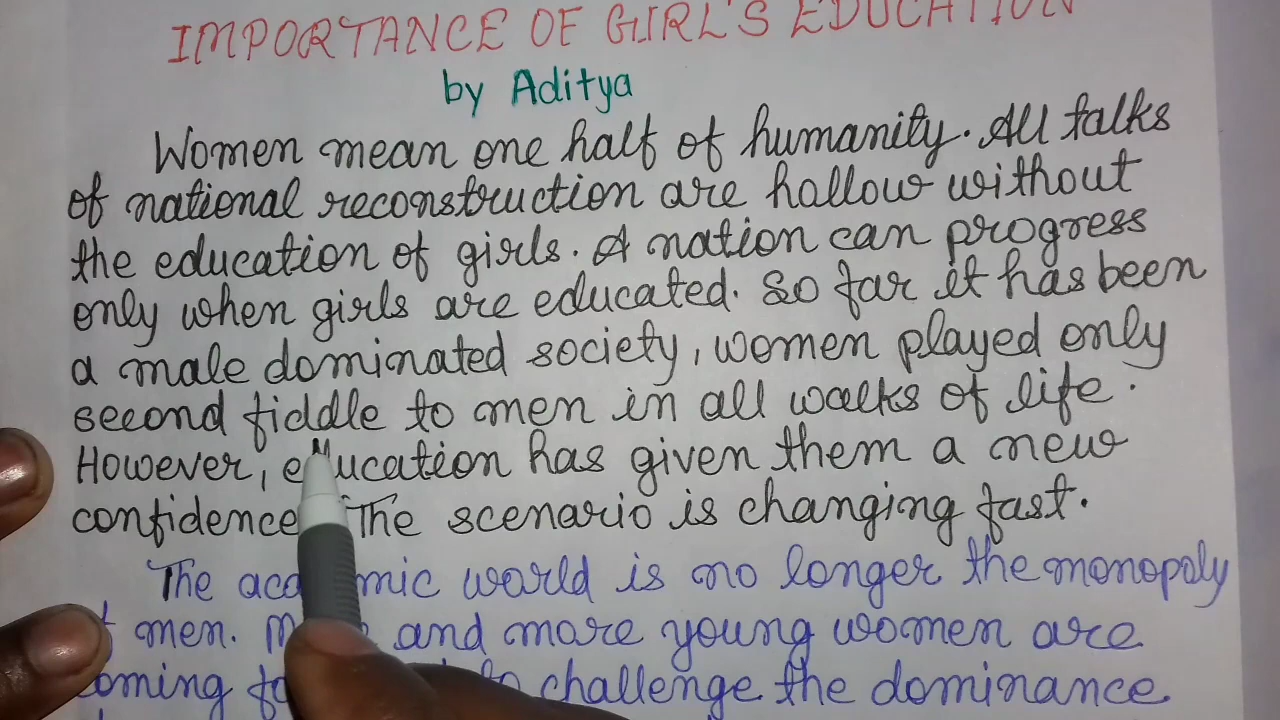 IMPORTANCE OF GIRL'S EDUCATION
by Aditya
Women mean one half of humanity. All talks
of national reconstruction are hollow without
the education of girls. A nation can progress
only when girls are educated. So far it has been
a male dominated society, women played only
second fiddle to men in all walks of life.
However, education has given them a new
confidence The scenario is changing fast.
The academic world is no longer the monopoly
men. and more young women are
challenge the dominance